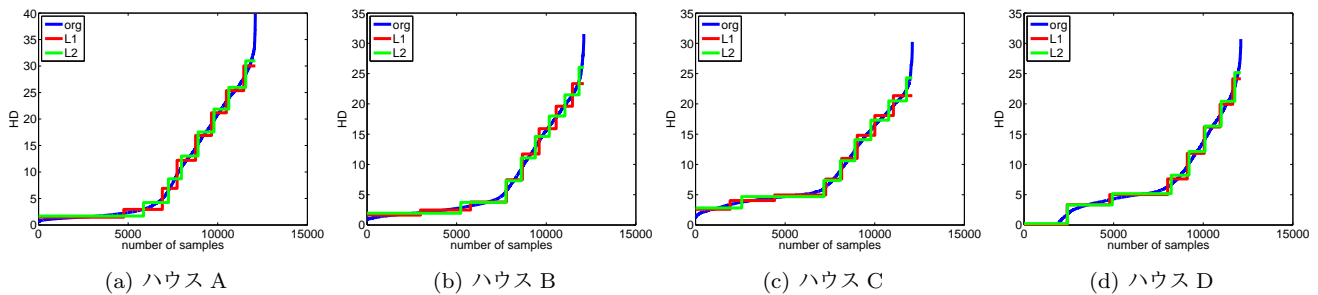 40
35
30
25
20
15
10
5
0
HD
org
L1
L2
0 5000 10000 15000
number of samples
(a) ハウス A
35
30
25
20
15
10
5
0
HD
org
L1
L2
0 5000 10000 15000
number of samples
(b) ハウス B
35
30
25
20
15
10
5
0
HD
org
L1
L2
0 5000 10000 15000
number of samples
(c) ハウス C
35
30
25
20
15
10
5
0
HD
org
L1
L2
0 5000 10000 15000
number of samples
(d) ハウス D